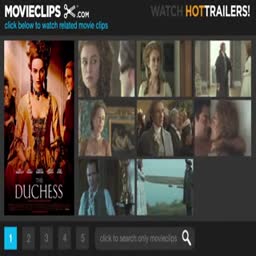 MOVIECLIPS .COM
WATCH HOTTRAILERS!
click below to watch related movie clips
THE
DUCHESS
1 2 3 4 5 click to search only movieclips